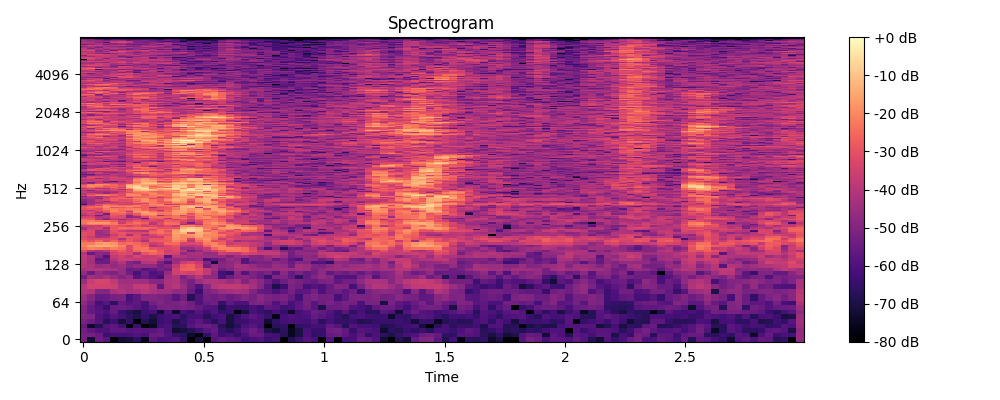 Spectrogram
Hz
4096
2048
1024
512
256
128
64
0
0
0.5
1
1.5
2
2.5
Time
+0 dB
-10 dB
-20 dB
-30 dB
-40 dB
-50 dB
-60 dB
-70 dB
-80 dB